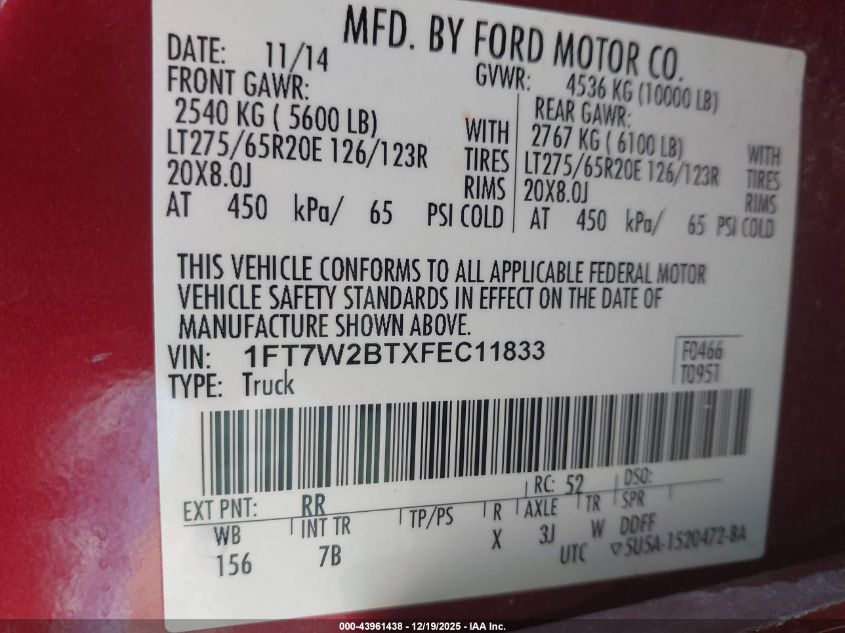 MFD. BY FORD MOTOR CO.
DATE: 11/14 GVWR: 4536 KG (10000 LB)
FRONT GAWR: REAR GAWR:
2540 KG ( 5600 LB) WITH 2767 KG ( 6100 LB) WITH
LT275/65R20E 126/123R TIRES LT275/65R20E 126/123R TIRES
20X8.0J RIMS 20X8.0J RIMS
AT 450 kPa/ 65 PSI COLD AT 450 kPa/ 65 PSI COLD
THIS VEHICLE CONFORMS TO ALL APPLICABLE FEDERAL MOTOR
VEHICLE SAFETY STANDARDS IN EFFECT ON THE DATE OF
MANUFACTURE SHOWN ABOVE.
VIN: 1FT7W2BTXFEC11833 F0466
TYPE: Truck T0951
EXT PNT: RR RC: 52 DSO:
WB INT TR TP/PS R AXLE TR SPR
156 7B X 3J W DDFF
UTC ▽5U5A-1520472-BA
000-43961438 - 12/19/2025 - IAA Inc.